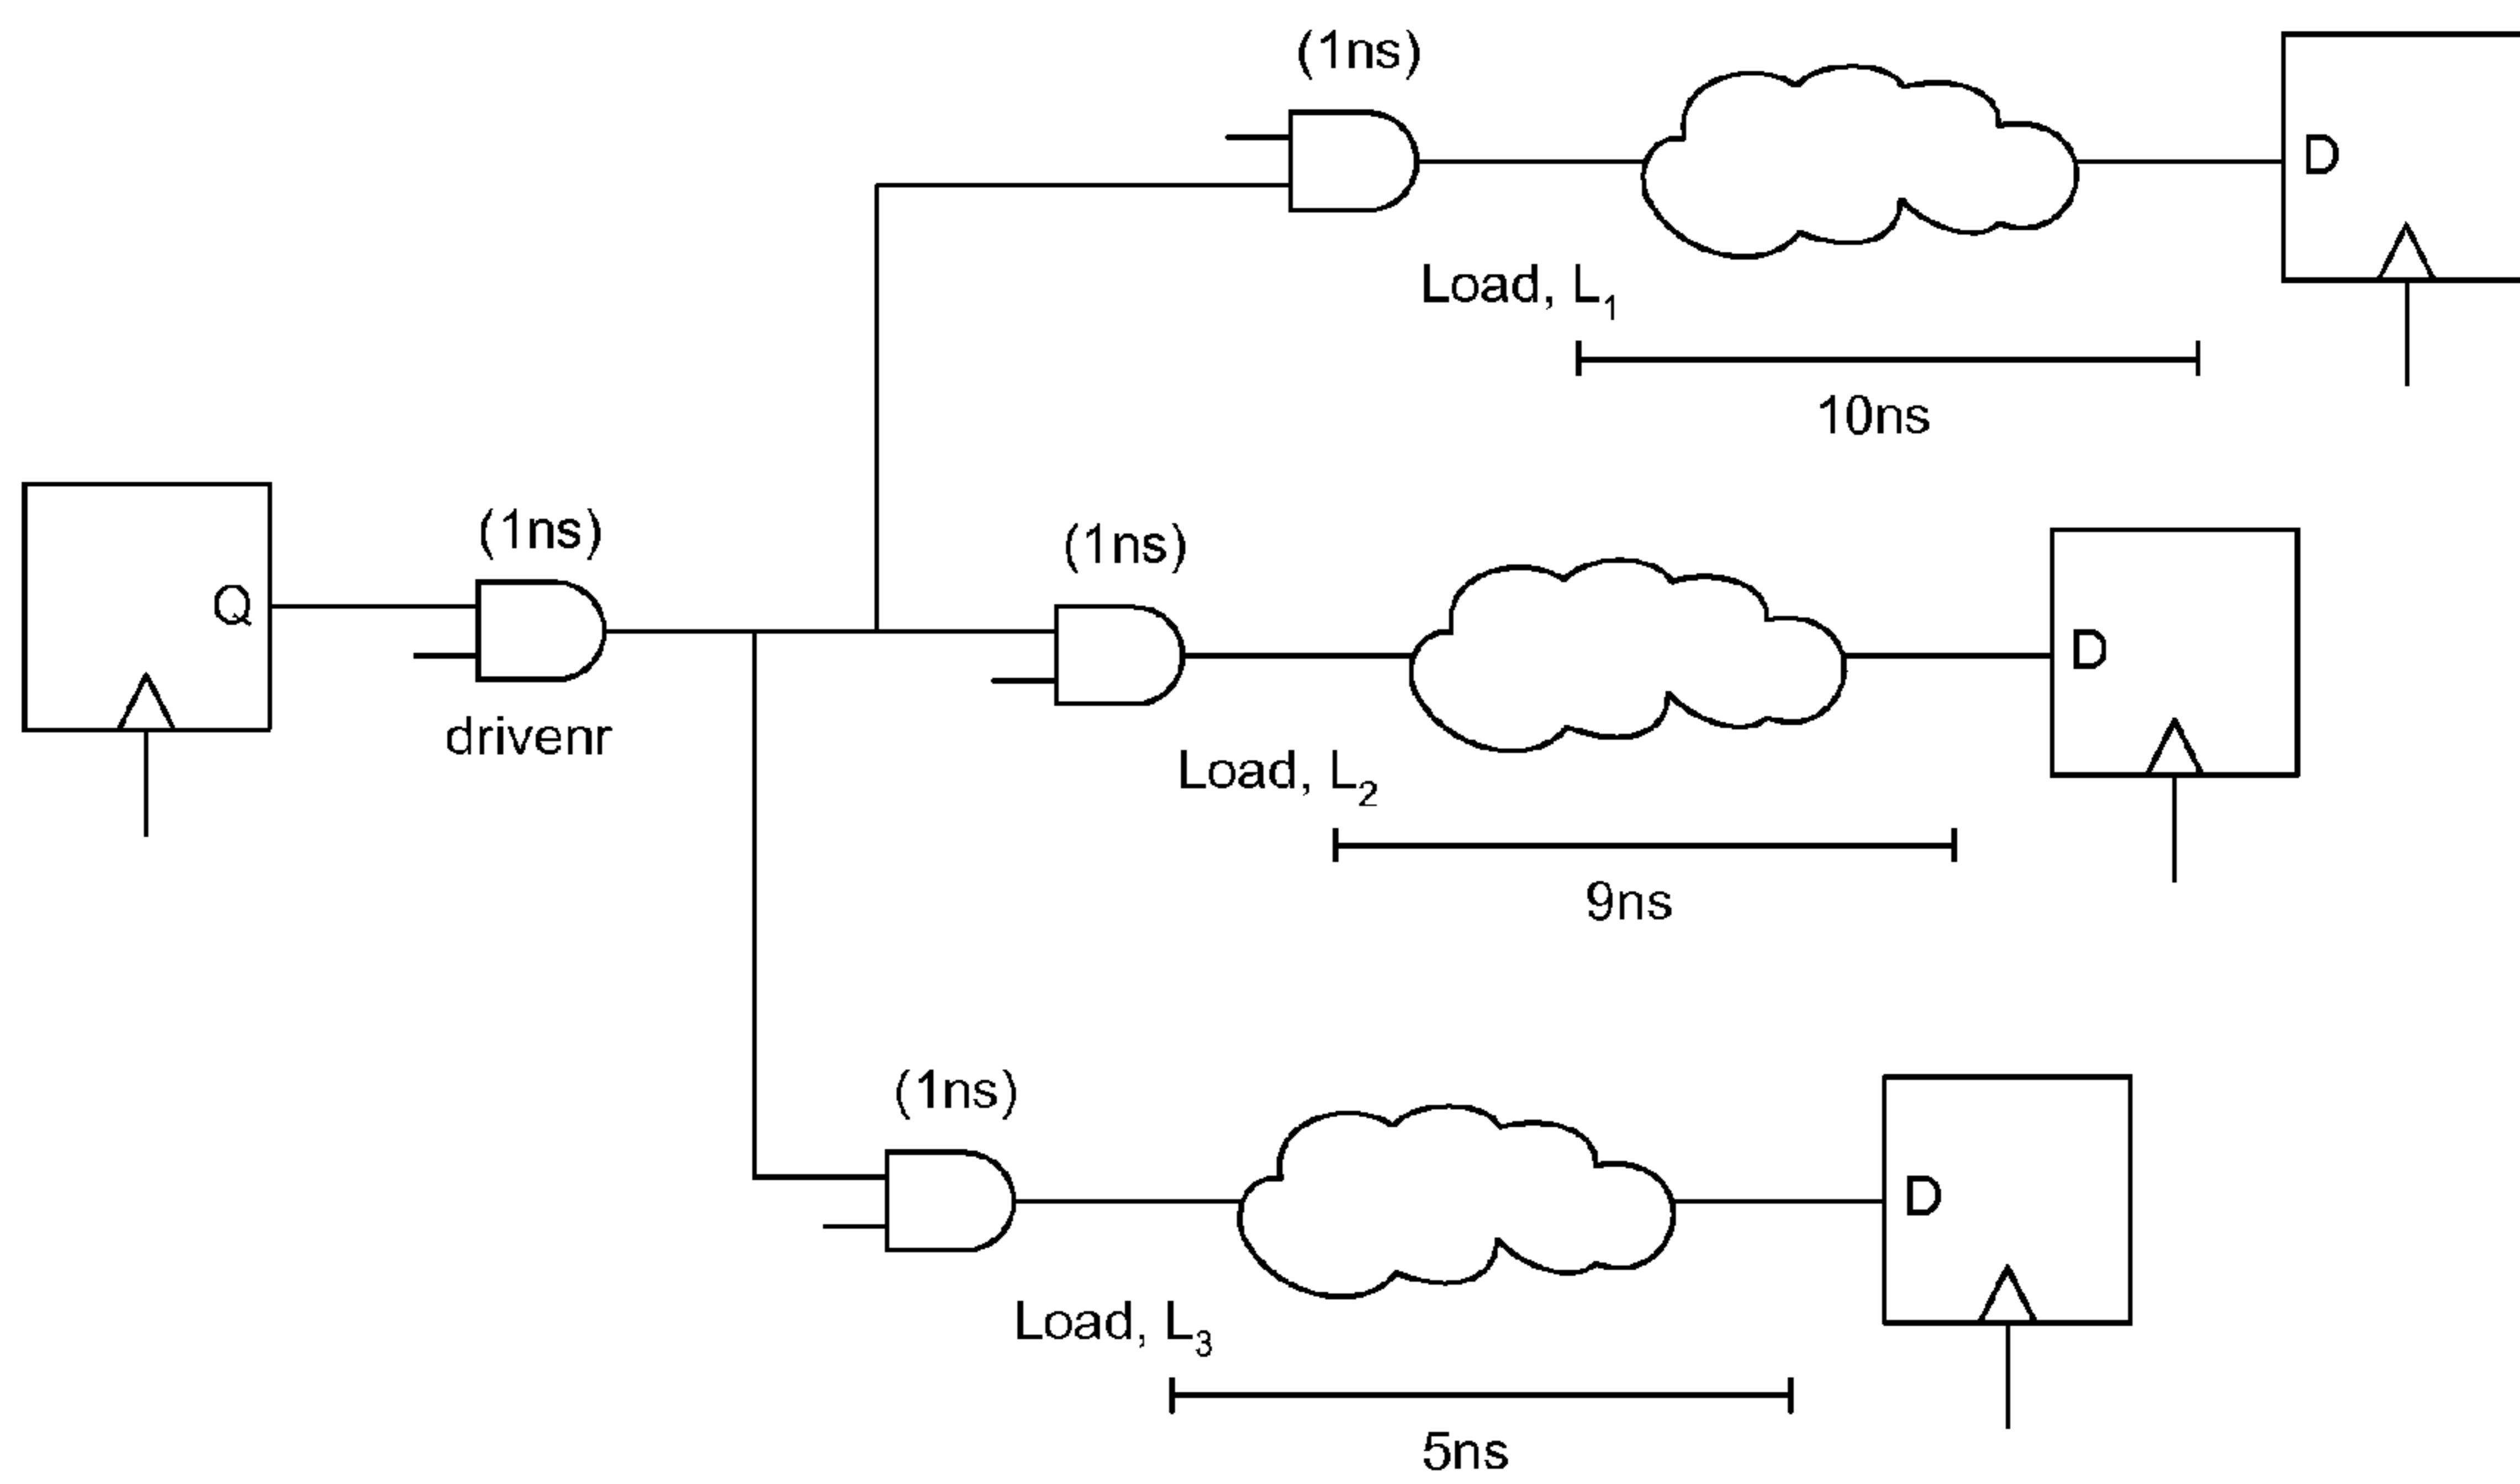 (1ns)
D
Load, L₁
10ns
(1ns)
(1ns)
Q
D
drivenr
Load, L₂
9ns
(1ns)
D
Load, L₃
5ns